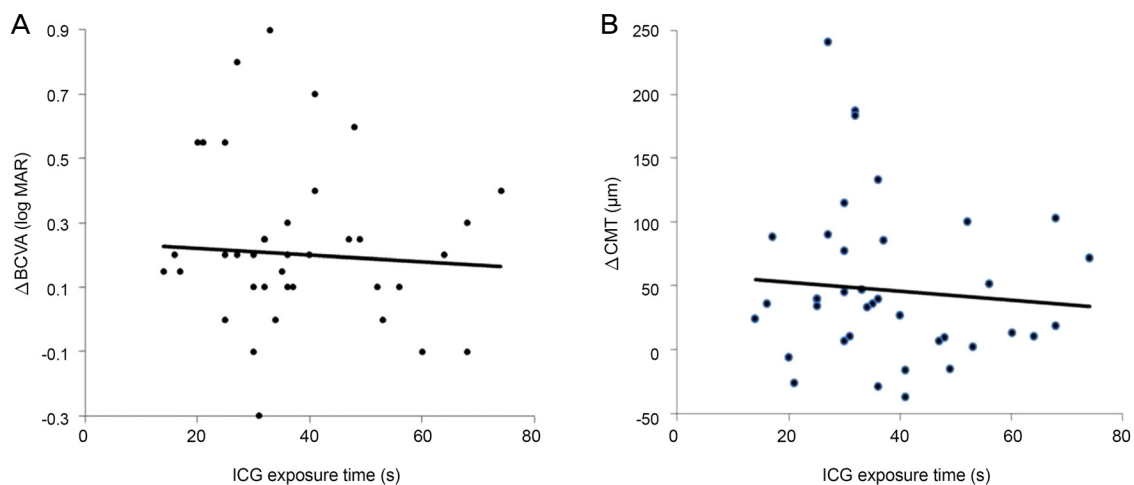 A
0.9
0.7
0.5
0.3
0.1
-0.1
-0.3
ΔBCVA (log MAR)
0 20 40 60 80
ICG exposure time (s)
B
250
200
150
100
50
0
-50
ΔCMT (μm)
0 20 40 60 80
ICG exposure time (s)